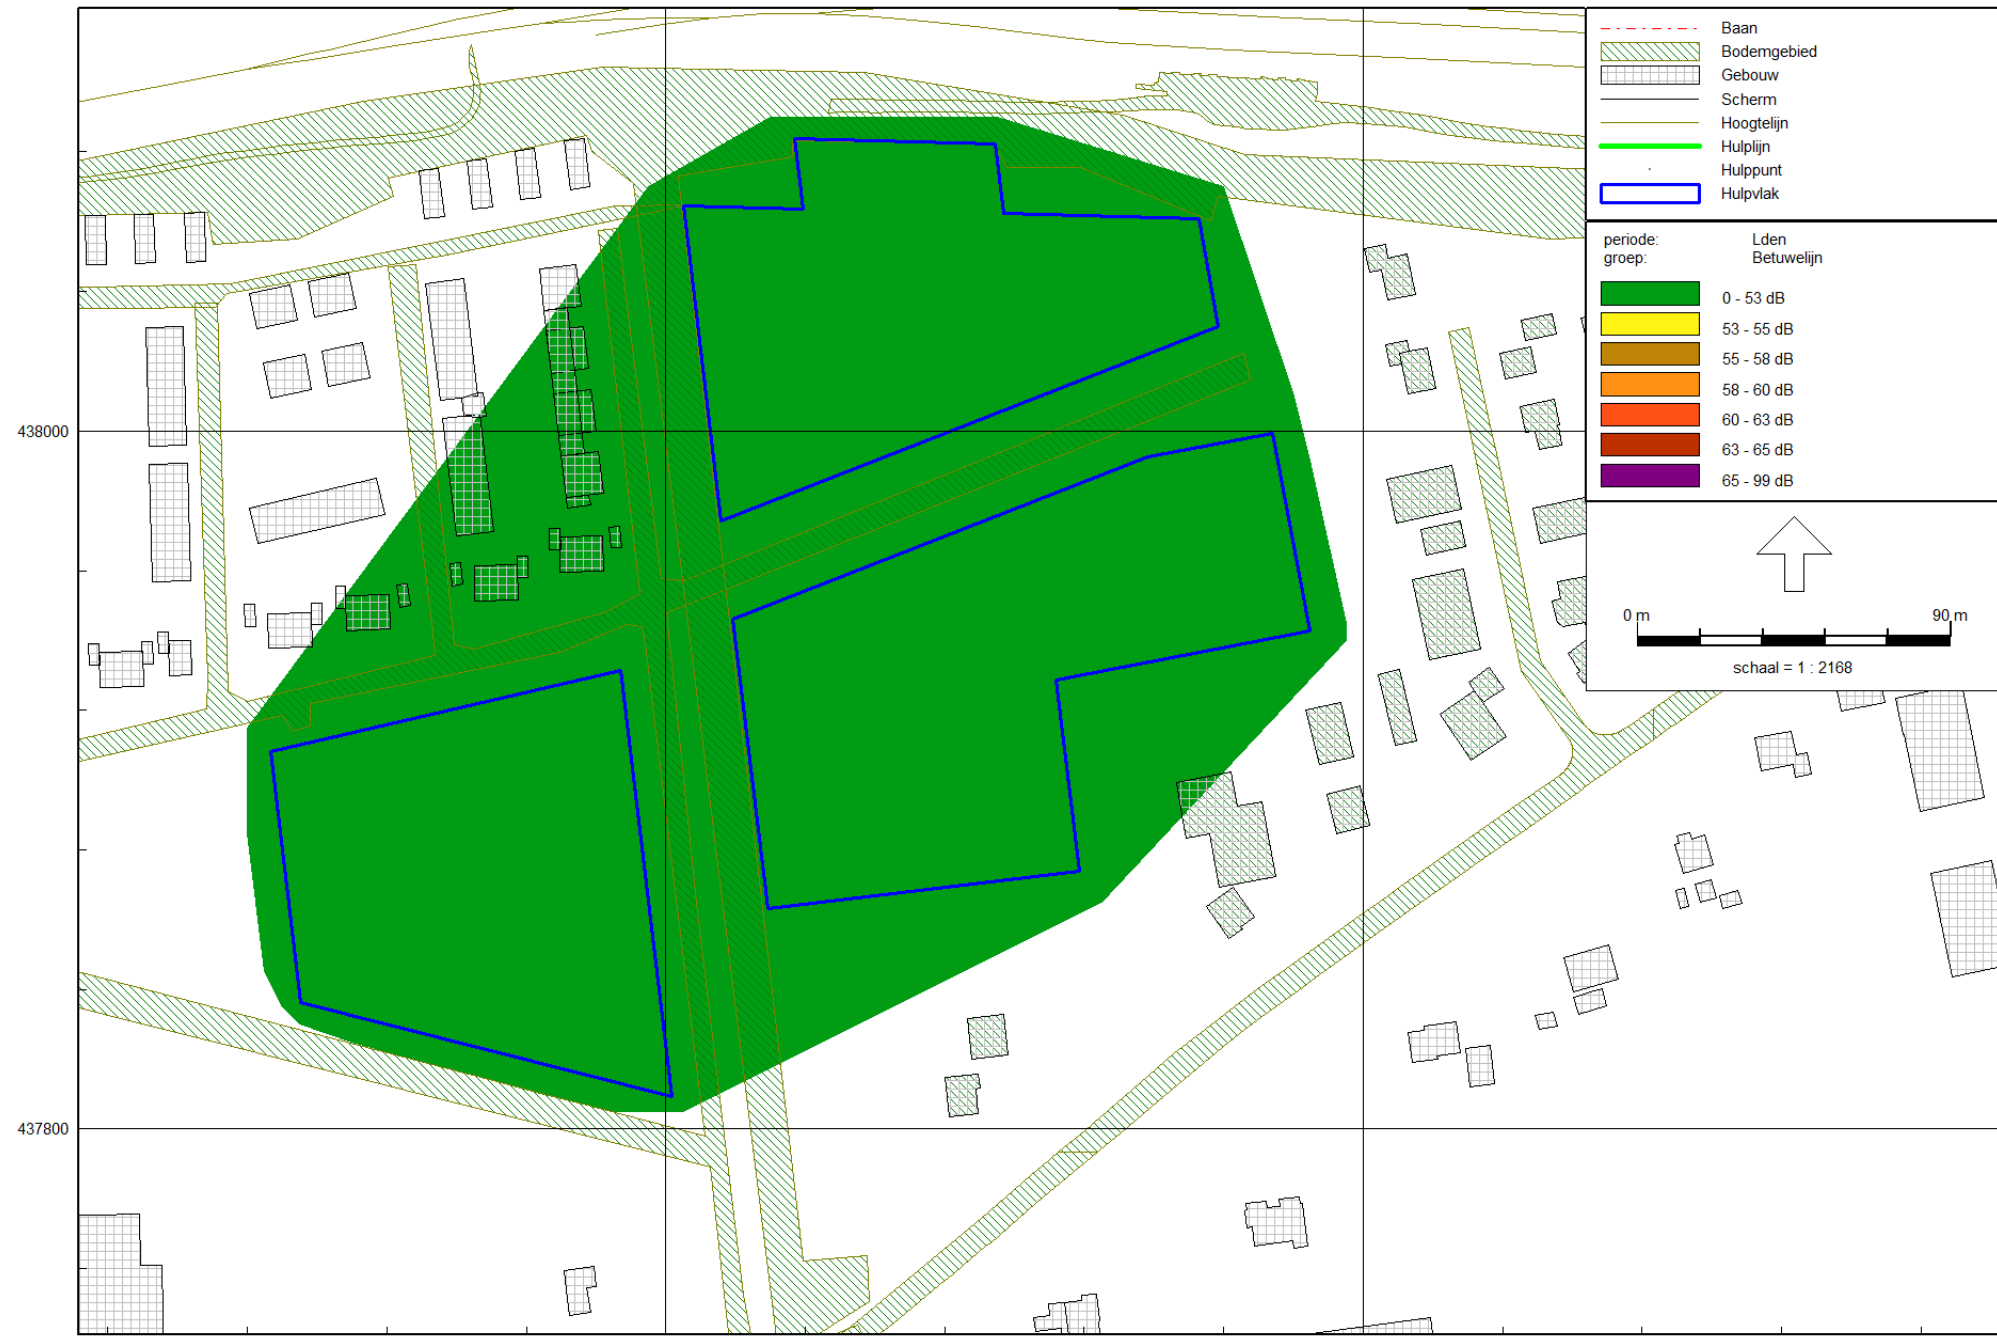 Baan
Bodemgebied
Gebouw
Scherm
Hoogtelijn
Hulplijn
Hulppunt
Hulpvlak
periode: Lden
groep: Betuwelijn
0 - 53 dB
53 - 55 dB
55 - 58 dB
58 - 60 dB
60 - 63 dB
63 - 65 dB
65 - 99 dB
0 m 90 m
schaal = 1 : 2168
438000
437800